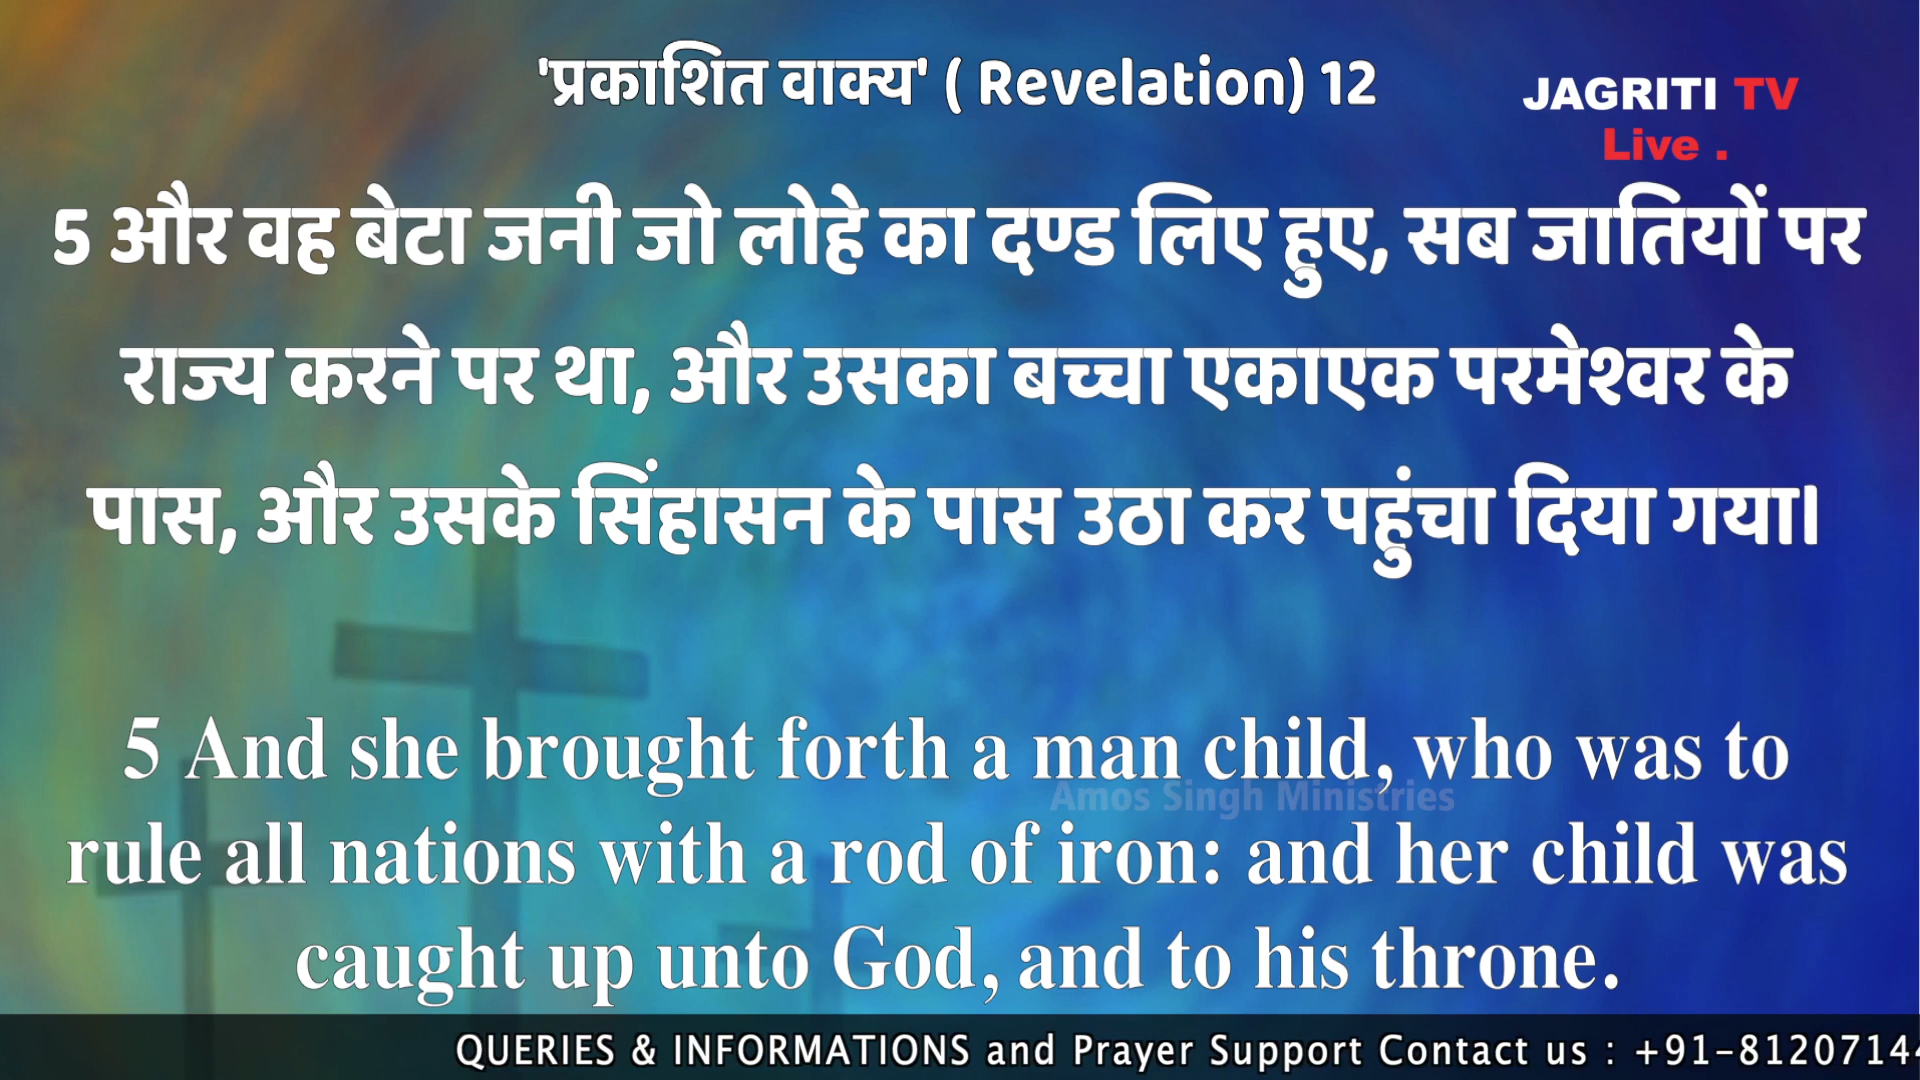 'प्रकाशित वाक्य' ( Revelation) 12
JAGRITI TV
Live .
5 और वह बेटा जनी जो लोहे का दण्ड लिए हुए, सब जातियों पर
राज्य करने पर था, और उसका बच्चा एकाएक परमेश्वर के
पास, और उसके सिंहासन के पास उठा कर पहुंचा दिया गया।
5 And she brought forth a man child, who was to
Amos Singh Ministries
rule all nations with a rod of iron: and her child was
caught up unto God, and to his throne.
QUERIES & INFORMATIONS and Prayer Support Contact us : +91-8120714